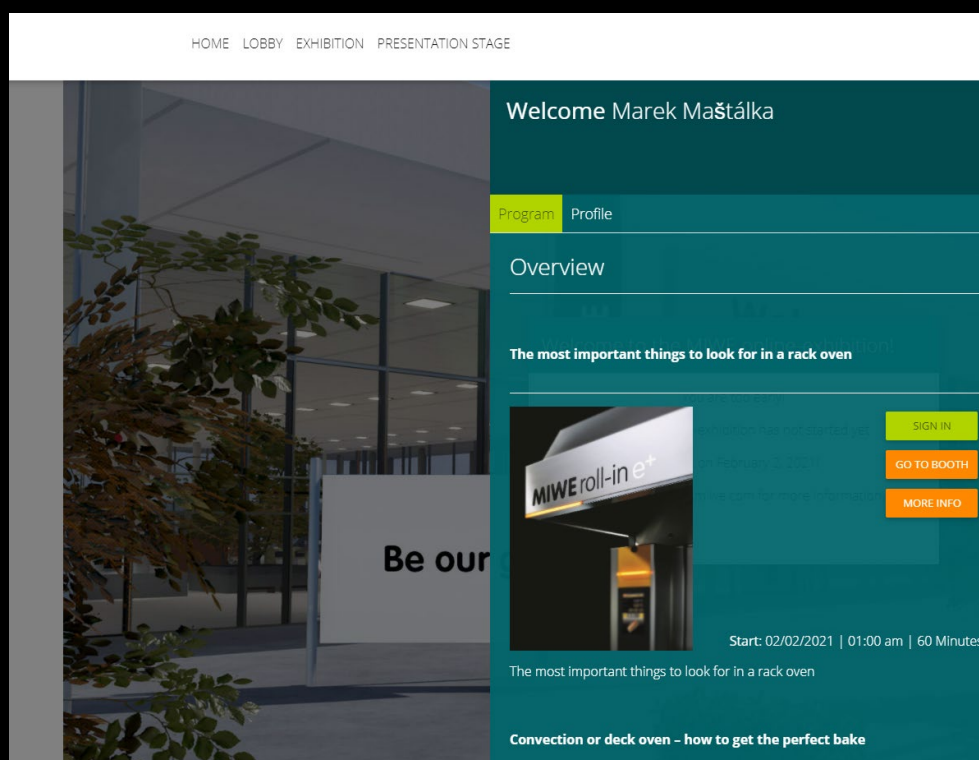 HOME LOBBY EXHIBITION PRESENTATION STAGE
Welcome Marek Maštálka
Program Profile
Overview
The most important things to look for in a rack oven
SIGN IN
GO TO BOOTH
MORE INFO
MIWE roll-in e+
Be our
Start: 02/02/2021 | 01:00 am | 60 Minutes
The most important things to look for in a rack oven
Convection or deck oven – how to get the perfect bake